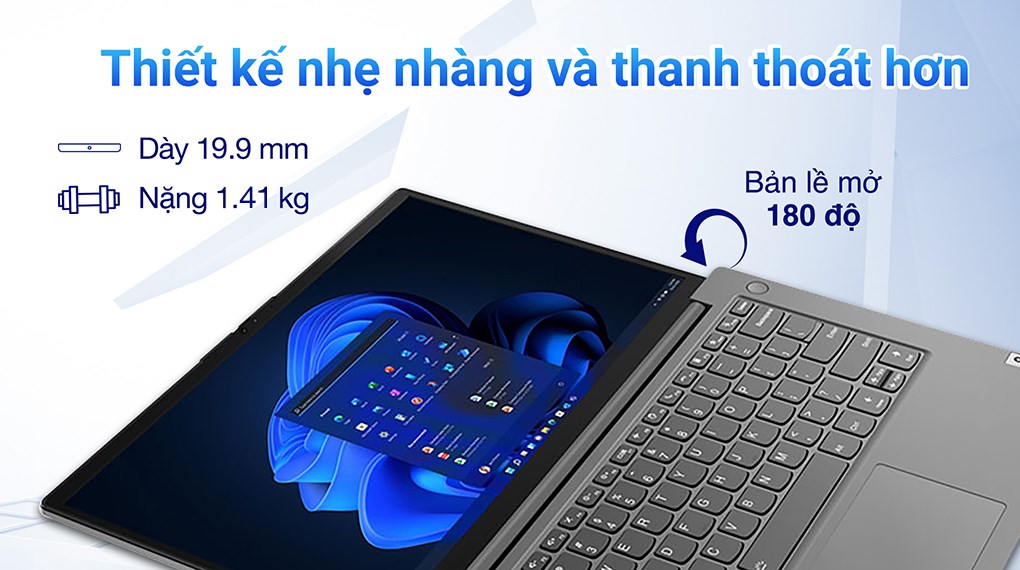 Thiết kế nhẹ nhàng và thanh thoát hơn
Dày 19.9 mm
Nặng 1.41 kg
Bản lề mở
180 độ